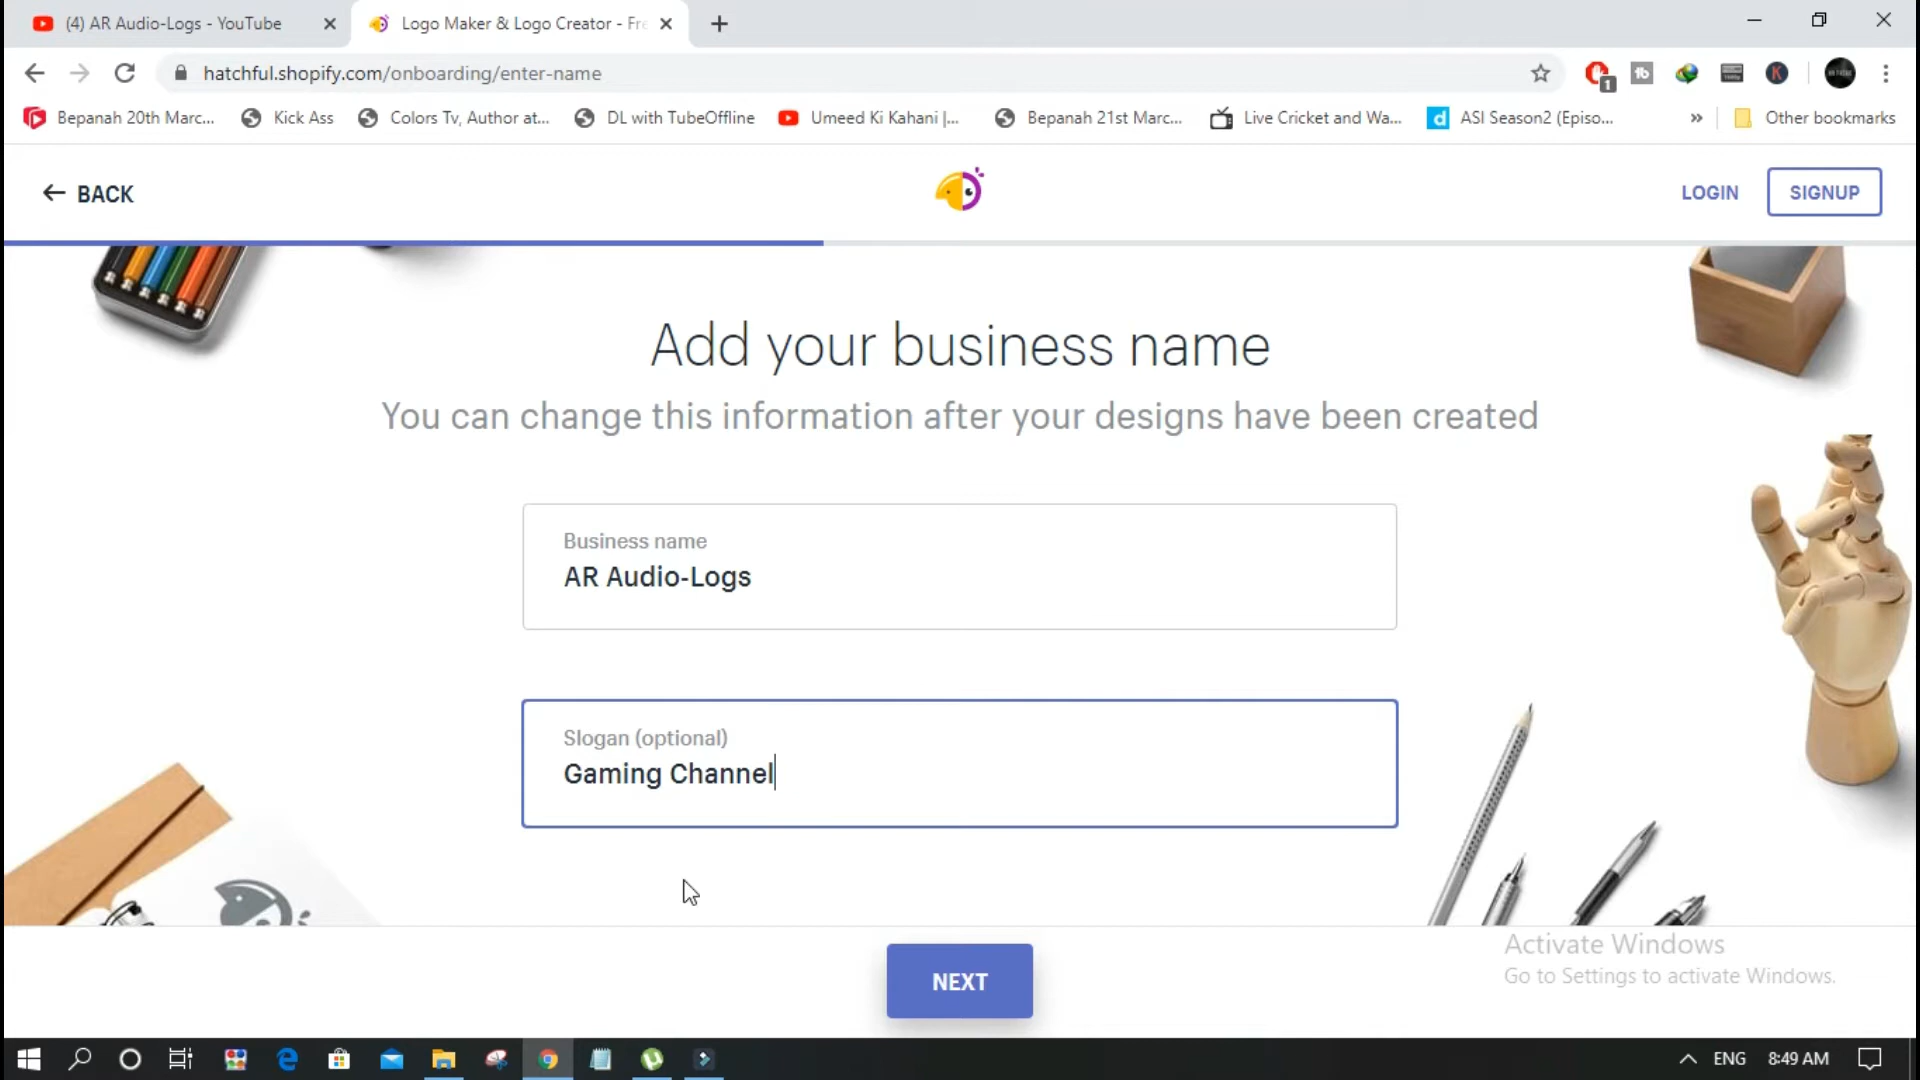 (4) AR Audio-Logs - YouTube
Logo Maker & Logo Creator - Fre
hatchful.shopify.com/onboarding/enter-name
1
tb
K
Bepanah 20th Marc...
Kick Ass
Colors Tv, Author at...
DL with TubeOffline
Umeed Ki Kahani |...
Bepanah 21st Marc...
Live Cricket and Wa...
d
ASI Season2 (Episo...
»
Other bookmarks
BACK
LOGIN
SIGNUP
Add your business name
You can change this information after your designs have been created
Business name
AR Audio-Logs
Slogan (optional)
Gaming Channel
Activate Windows
Go to Settings to activate Windows.
NEXT
ENG
8:49 AM